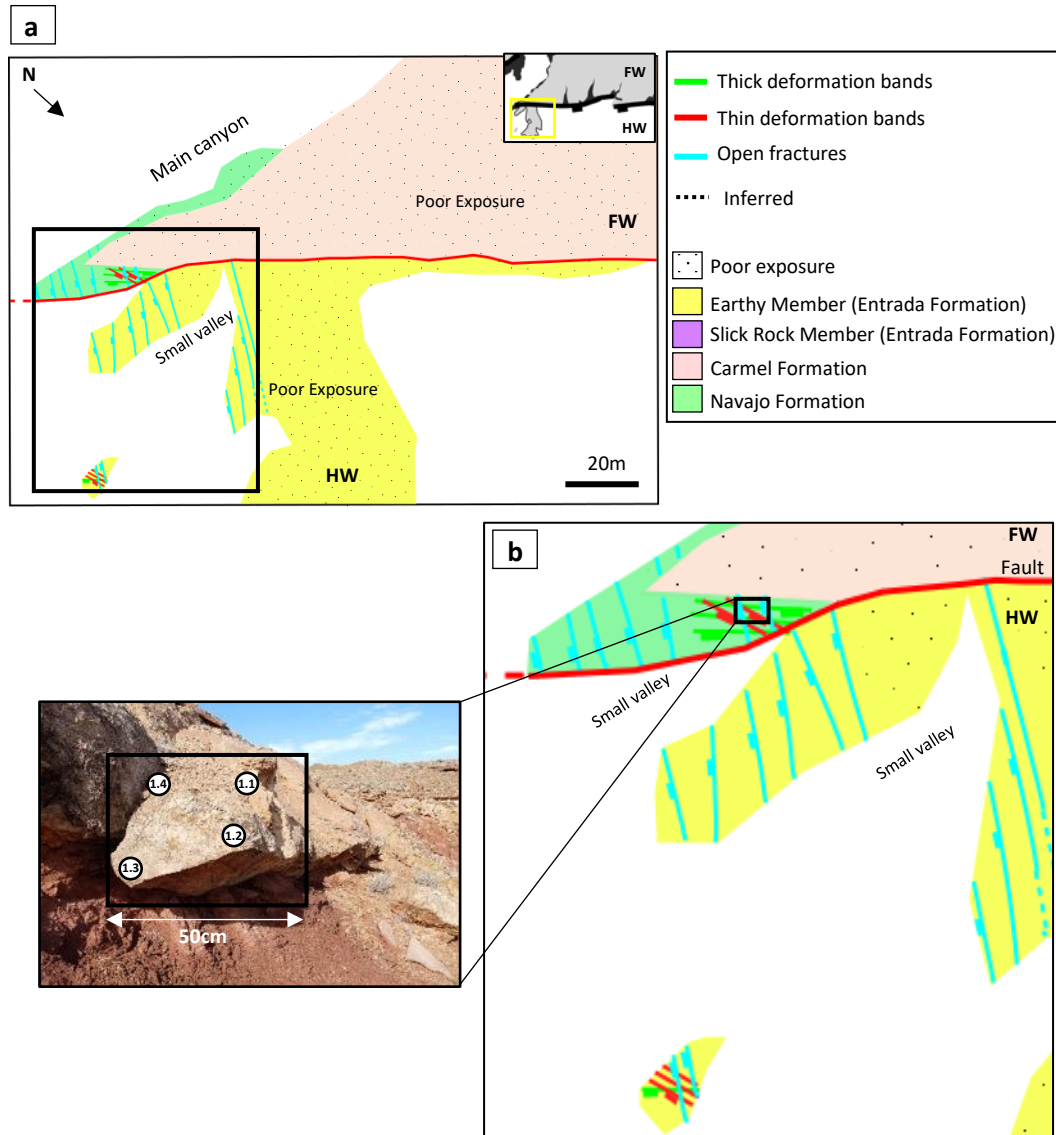 a
N
Main canyon
FW
HW
Poor Exposure
FW
Small valley
Poor Exposure
HW
20m
Thick deformation bands
Thin deformation bands
Open fractures
Inferred
Poor exposure
Earthy Member (Entrada Formation)
Slick Rock Member (Entrada Formation)
Carmel Formation
Navajo Formation
b
FW
Fault
HW
Small valley
Small valley
1.4
1.1
1.2
1.3
50cm